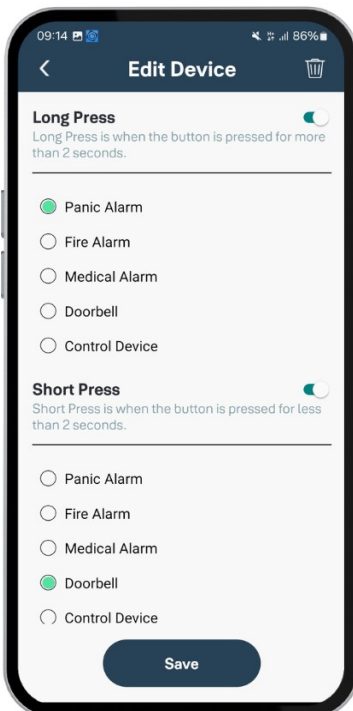 09:14 86%
Edit Device
Long Press
Long Press is when the button is pressed for more
than 2 seconds.
Panic Alarm
Fire Alarm
Medical Alarm
Doorbell
Control Device
Short Press
Short Press is when the button is pressed for less
than 2 seconds.
Panic Alarm
Fire Alarm
Medical Alarm
Doorbell
Control Device
Save